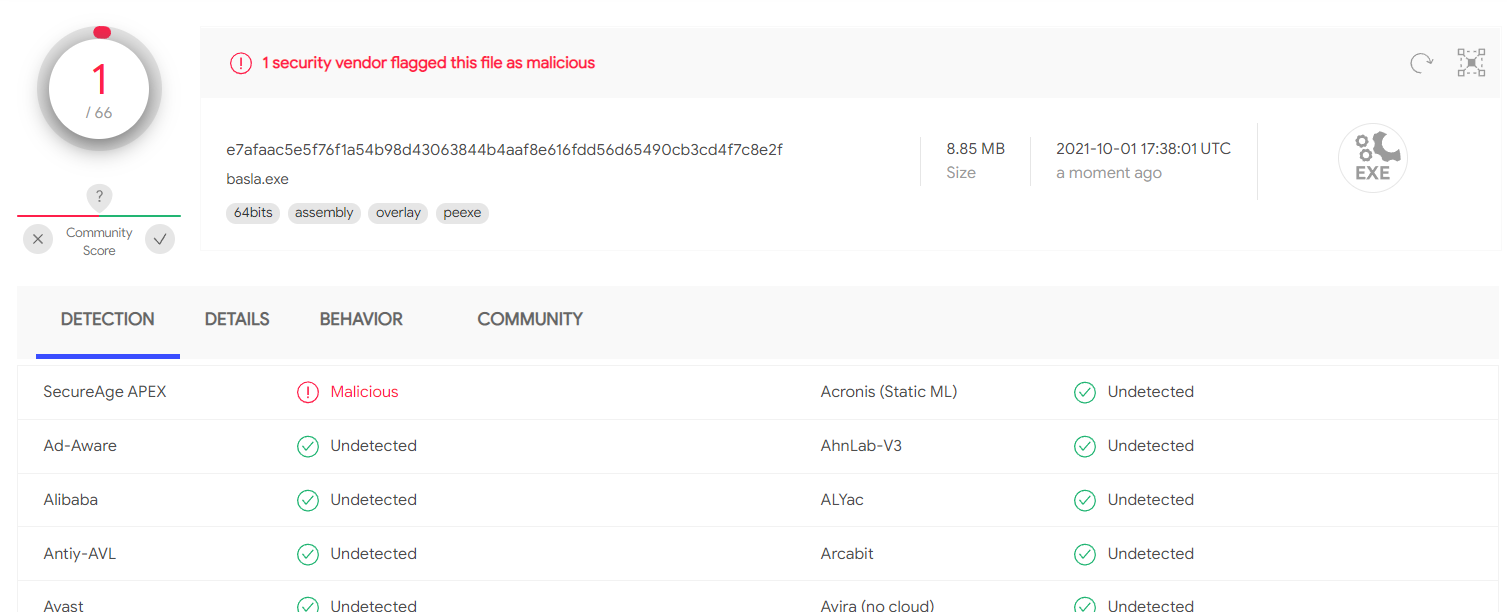 1
/ 66
1 security vendor flagged this file as malicious
e7afaac5e5f76f1a54b98d43063844b4aaf8e616fdd56d65490cb3cd4f7c8e2f
basla.exe
64bits assembly overlay peexe
8.85 MB
Size
2021-10-01 17:38:01 UTC
a moment ago
EXE
?
Community
Score
DETECTION DETAILS BEHAVIOR COMMUNITY
SecureAge APEX Malicious Acronis (Static ML) Undetected
Ad-Aware Undetected AhnLab-V3 Undetected
Alibaba Undetected ALYac Undetected
Antiy-AVL Undetected Arcabit Undetected
Avast Undetected Avira (no cloud) Undetected